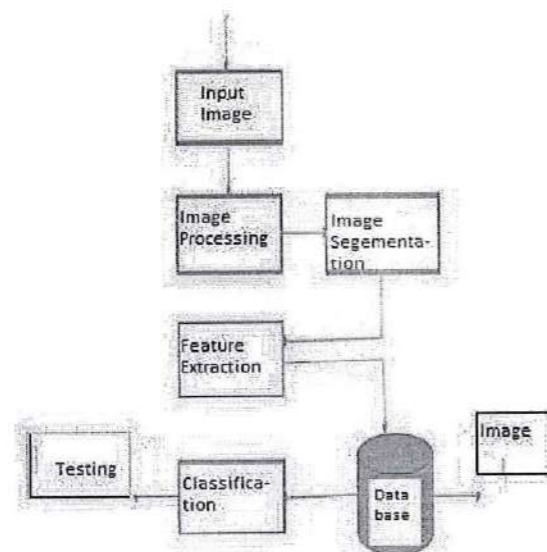 Input
Image
Image
Processing
Image
Segementa-
tion
Feature
Extraction
Testing
Classifica-
tion
Data
base
Image